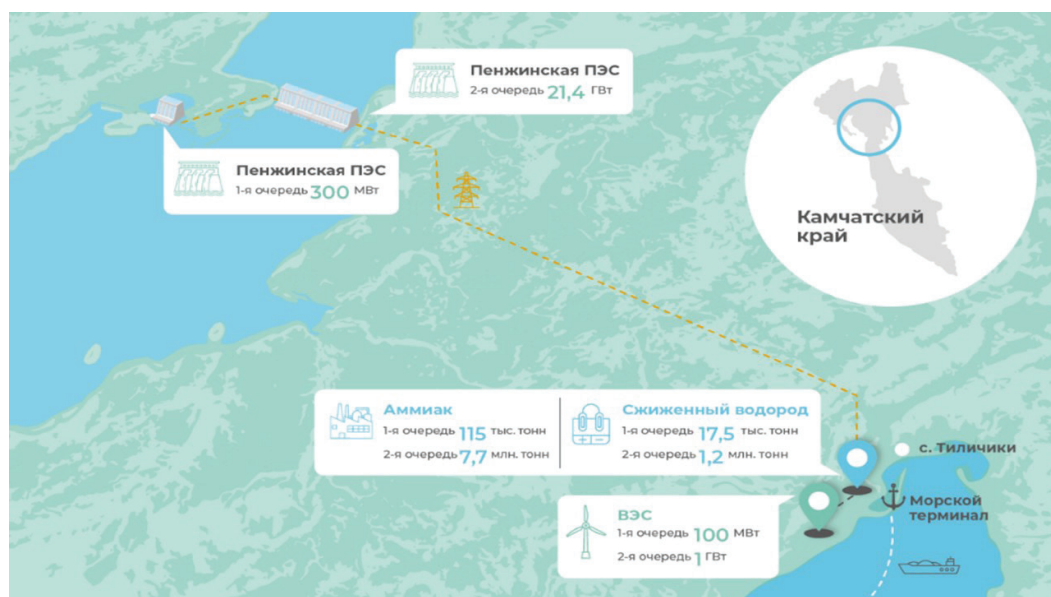 Пенжинская ПЭС
2-я очередь 21,4 ГВт
Пенжинская ПЭС
1-я очередь 300 МВт
Камчатский
край
Аммиак
1-я очередь 115 тыс. тонн
2-я очередь 7,7 млн. тонн
Сжиженный водород
1-я очередь 17,5 тыс. тонн
2-я очередь 1,2 млн. тонн
с. Тиличики
Морской
терминал
ВЭС
1-я очередь 100 МВт
2-я очередь 1 ГВт